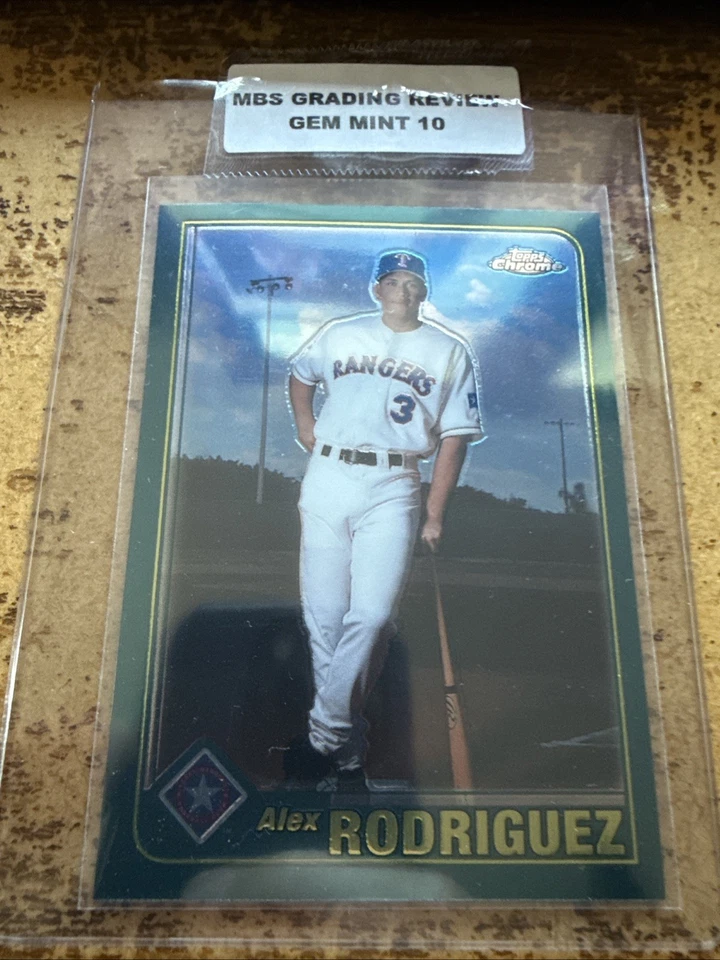 MBS GRADING REVIEW
GEM MINT 10
Topps
Chrome
T
RANGERS
3
Alex RODRIGUEZ